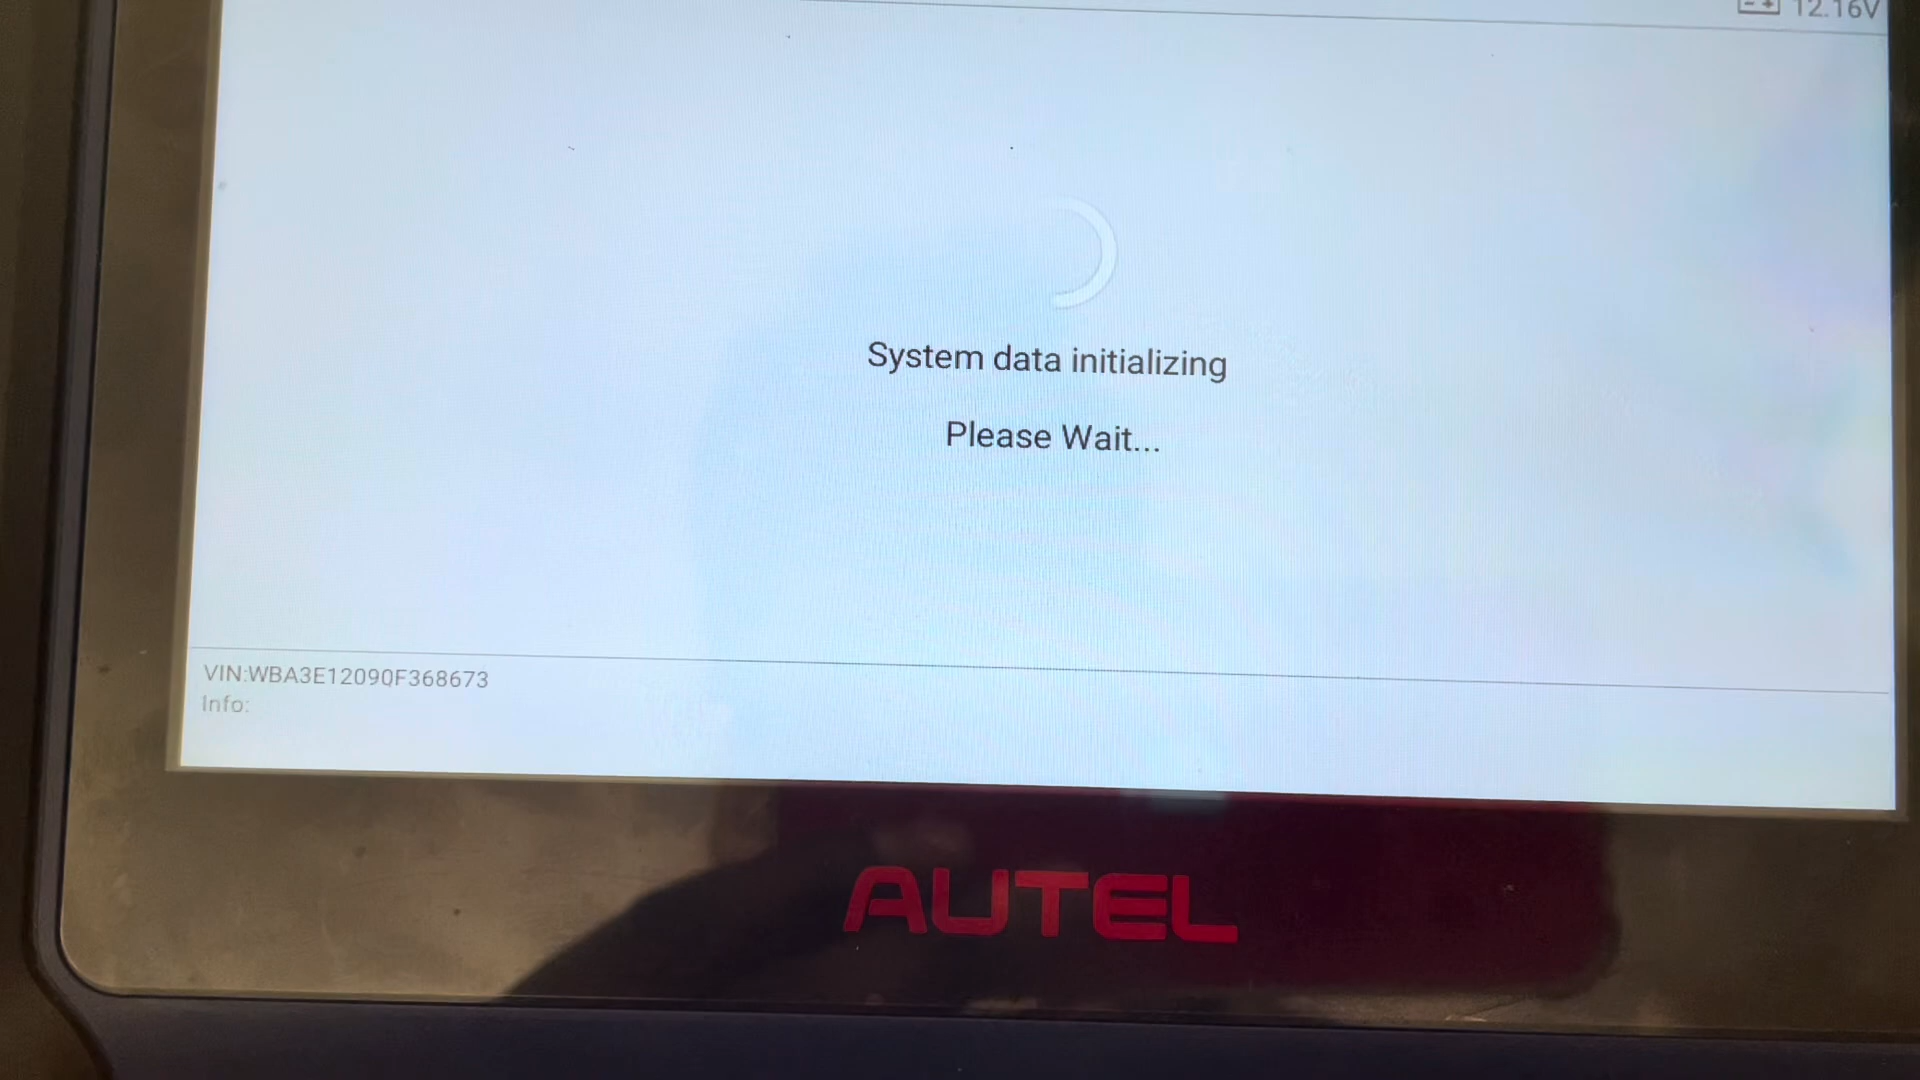 12.16V
System data initializing
Please Wait...
VIN:WBA3E12090F368673
Info:
AUTEL